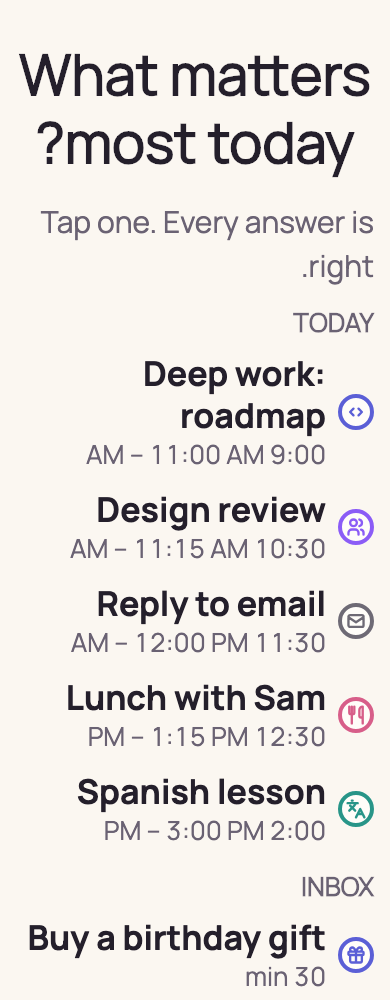 What matters
?most today
Tap one. Every answer is
.right
TODAY
Deep work:
roadmap
AM – 11:00 AM 9:00
Design review
AM – 11:15 AM 10:30
Reply to email
AM – 12:00 PM 11:30
Lunch with Sam
PM – 1:15 PM 12:30
Spanish lesson
PM – 3:00 PM 2:00
INBOX
Buy a birthday gift
min 30